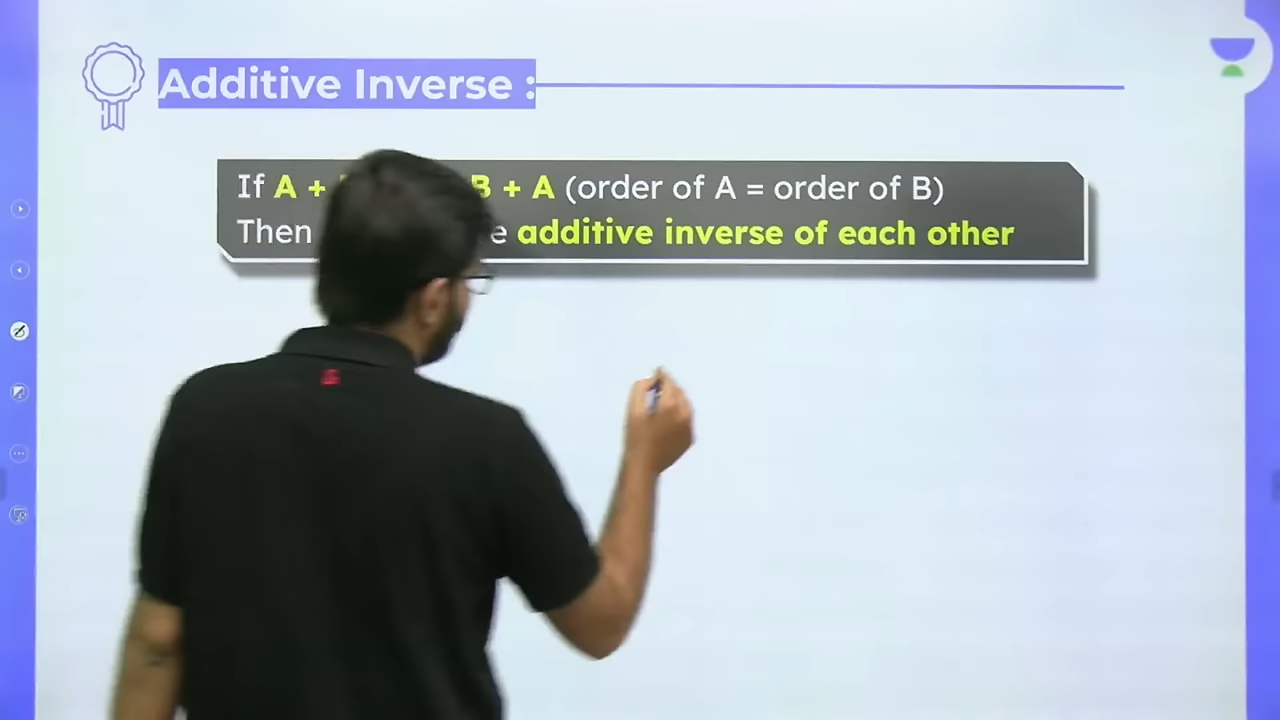 Additive Inverse :
If A + B + A (order of A = order of B)
Then e additive inverse of each other